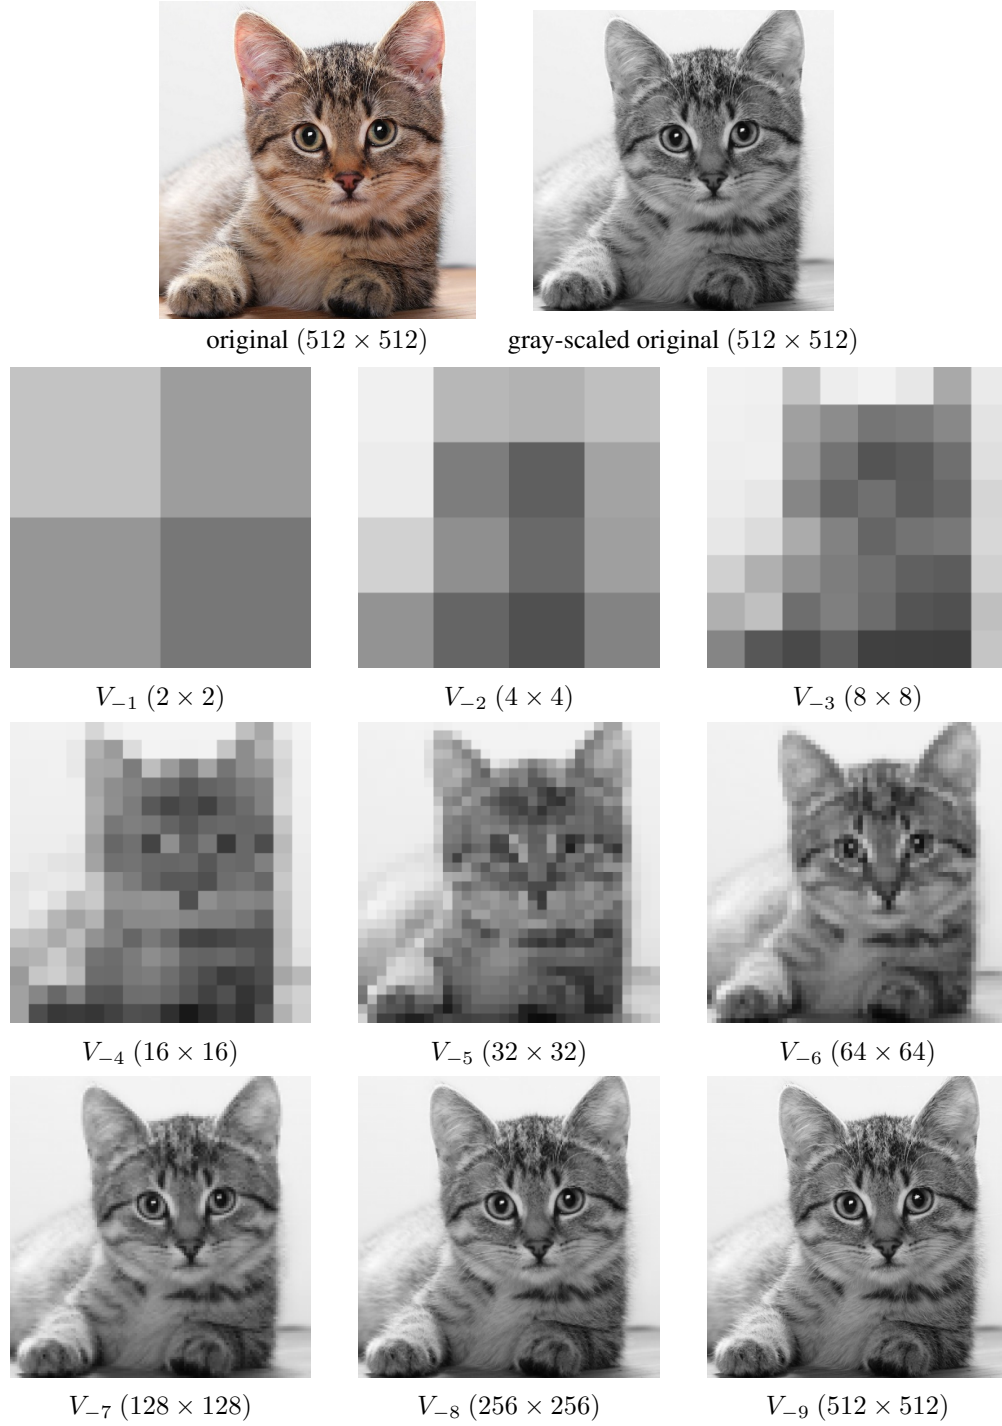 original (512 × 512)
gray-scaled original (512 × 512)
V₋₁ (2 × 2)
V₋₂ (4 × 4)
V₋₃ (8 × 8)
V₋₄ (16 × 16)
V₋₅ (32 × 32)
V₋₆ (64 × 64)
V₋₇ (128 × 128)
V₋₈ (256 × 256)
V₋₉ (512 × 512)